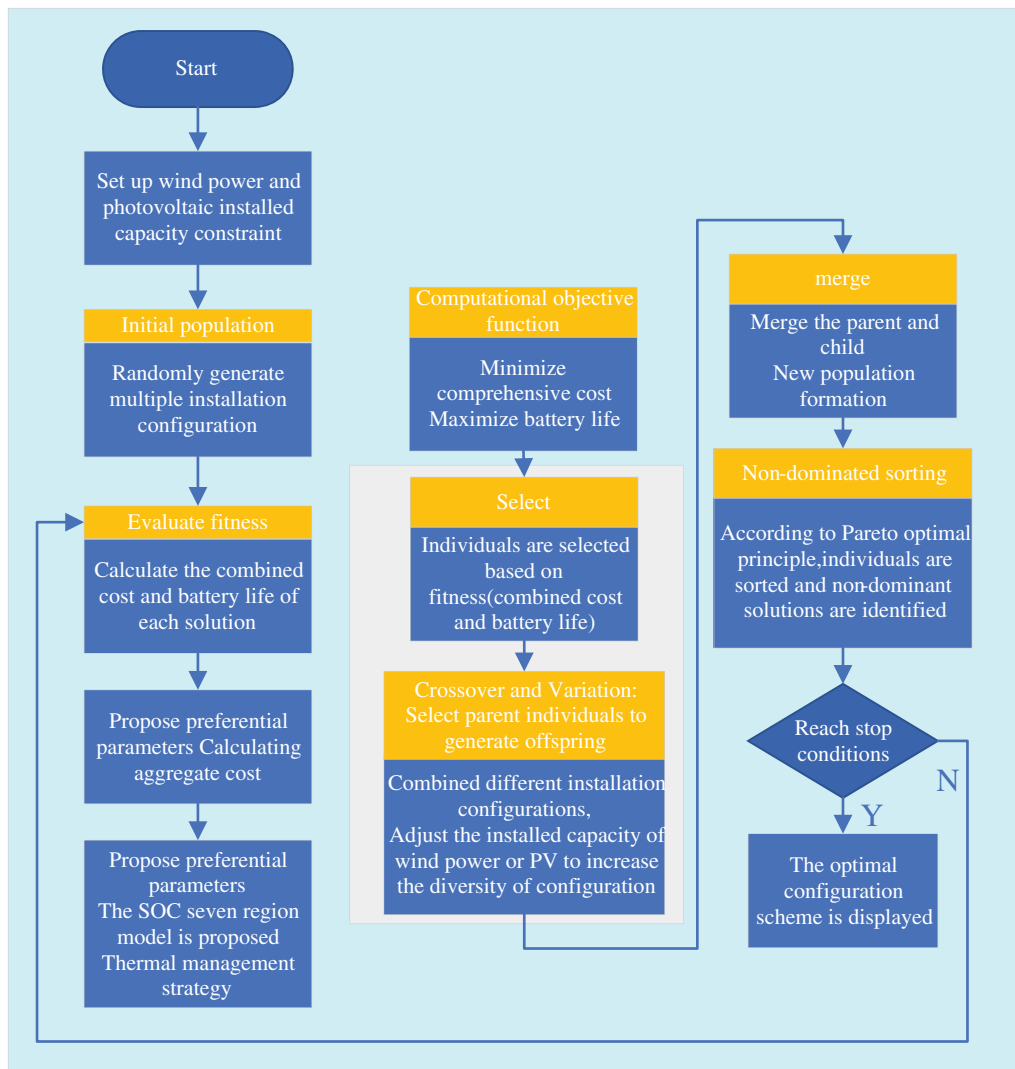 Start
Set up wind power and
photovoltaic installed
capacity constraint
Initial population
Randomly generate
multiple installation
configuration
Evaluate fitness
Calculate the combined
cost and battery life of
each solution
Propose preferential
parameters Calculating
aggregate cost
Propose preferential
parameters
The SOC seven region
model is proposed
Thermal management
strategy
Computational objective
function
Minimize
comprehensive cost
Maximize battery life
Select
Individuals are selected
based on
fitness(combined cost
and battery life)
Crossover and Variation:
Select parent individuals to
generate offspring
Combined different installation
configurations,
Adjust the installed capacity of
wind power or PV to increase
the diversity of configuration
merge
Merge the parent and
child
New population
formation
Non-dominated sorting
According to Pareto optimal
principle,individuals are
sorted and non-dominant
solutions are identified
Reach stop
conditions
N
Y
The optimal
configuration
scheme is displayed